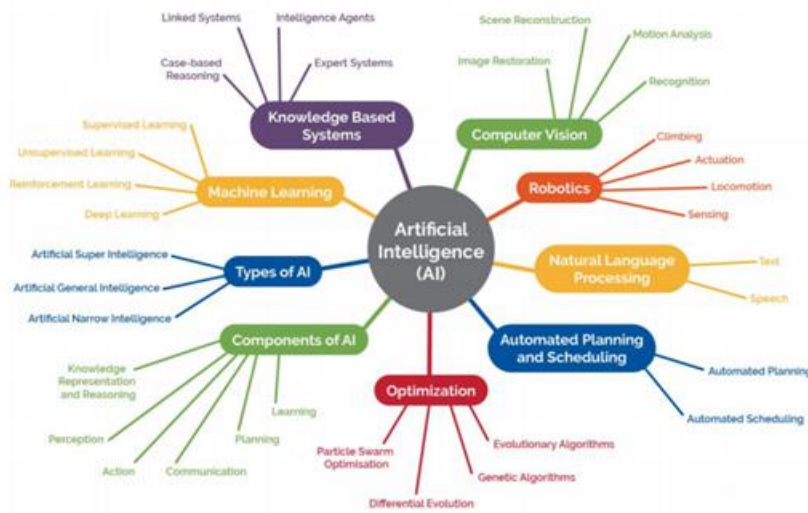 Linked Systems
Intelligence Agents
Case-based
Reasoning
Expert Systems
Knowledge Based
Systems
Scene Reconstruction
Motion Analysis
Image Restoration
Recognition
Computer Vision
Supervised Learning
Unsupervised Learning
Reinforcement Learning
Deep Learning
Machine Learning
Climbing
Actuation
Locomotion
Sensing
Robotics
Artificial
Intelligence
(AI)
Artificial Super Intelligence
Artificial General Intelligence
Artificial Narrow Intelligence
Types of AI
Natural Language
Processing
Text
Speech
Components of AI
Knowledge
Representation
and Reasoning
Perception
Action
Communication
Planning
Learning
Optimization
Particle Swarm
Optimisation
Differential Evolution
Genetic Algorithms
Evolutionary Algorithms
Automated Planning
and Scheduling
Automated Planning
Automated Scheduling